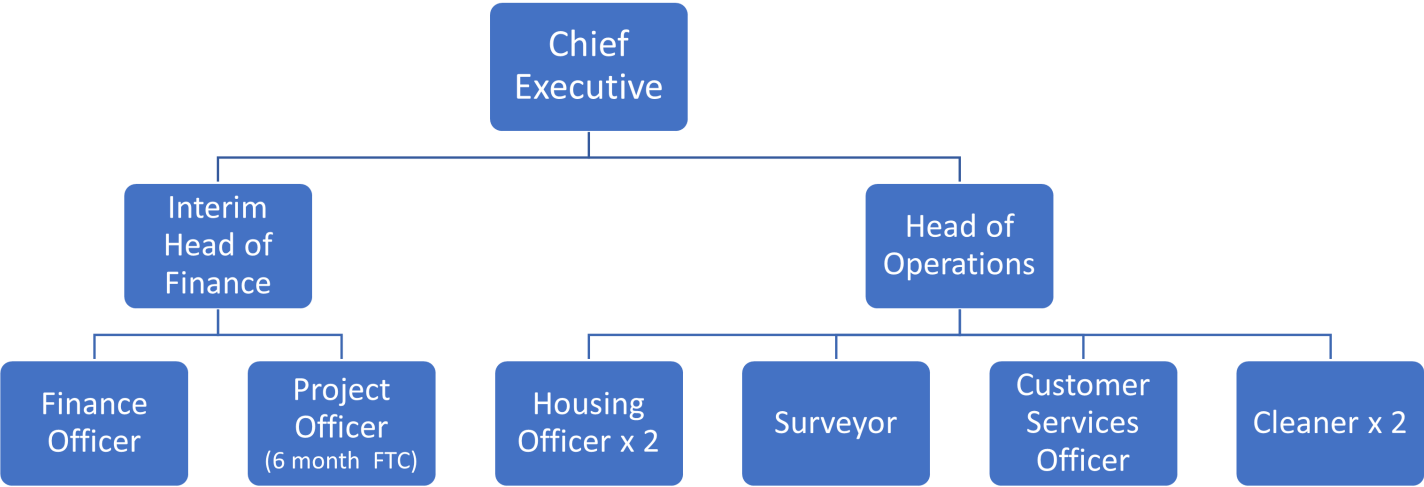 Chief
Executive
Interim
Head of
Finance
Head of
Operations
Finance
Officer
Project
Officer
(6 month FTC)
Housing
Officer x 2
Surveyor
Customer
Services
Officer
Cleaner x 2